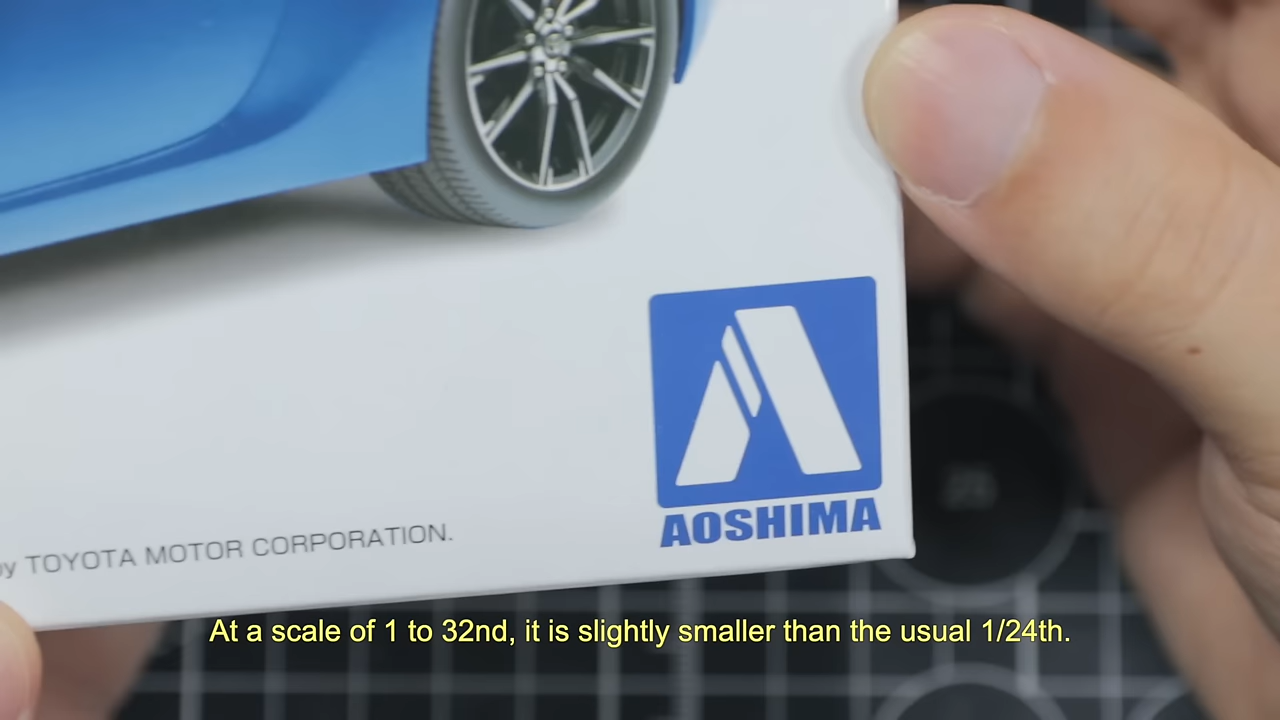 by TOYOTA MOTOR CORPORATION.
AOSHIMA
At a scale of 1 to 32nd, it is slightly smaller than the usual 1/24th.